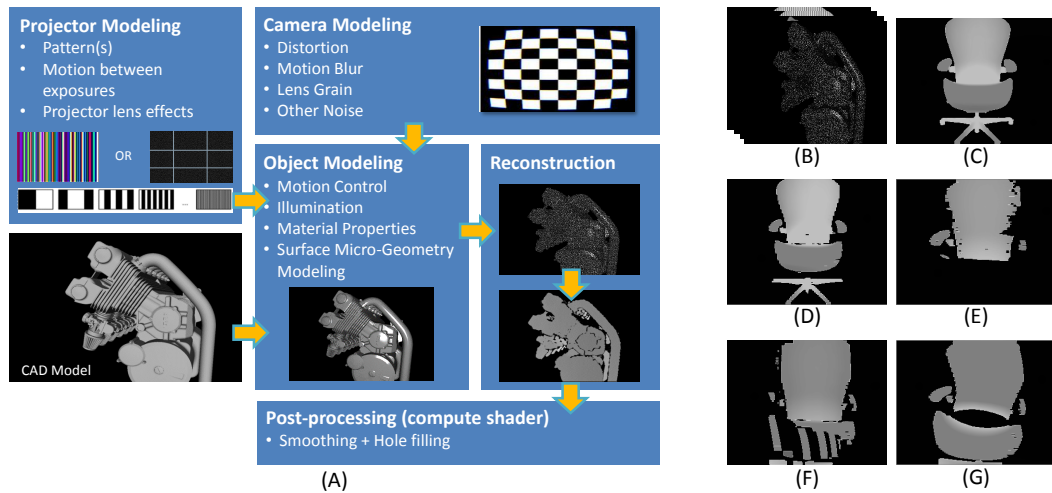 Projector Modeling
• Pattern(s)
• Motion between
exposures
• Projector lens effects
OR
...
CAD Model
Camera Modeling
• Distortion
• Motion Blur
• Lens Grain
• Other Noise
Object Modeling
• Motion Control
• Illumination
• Material Properties
• Surface Micro-Geometry
Modeling
Reconstruction
Post-processing (compute shader)
• Smoothing + Hole filling
(A)
(B)
(C)
(D)
(E)
(F)
(G)